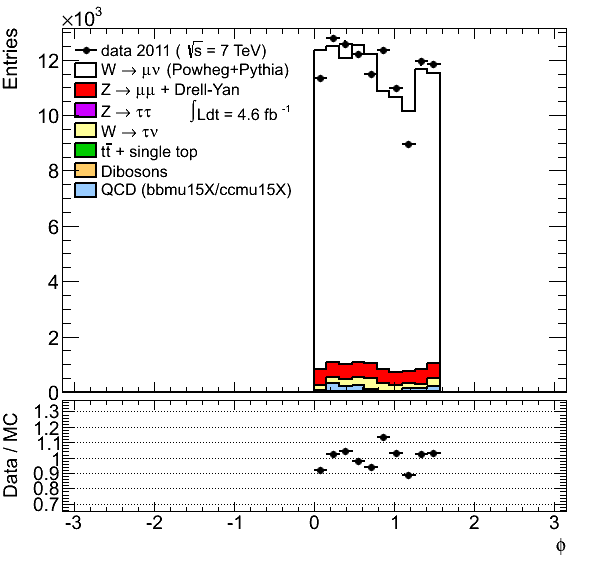 ×10³
Entries
data 2011 ( √s = 7 TeV)
W → μν (Powheg+Pythia)
Z → μμ + Drell-Yan
Z → ττ
∫Ldt = 4.6 fb⁻¹
W → τν
tt̄ + single top
Dibosons
QCD (bbmu15X/ccmu15X)
12
10
8
6
4
2
0
Data / MC
1.3
1.2
1.1
1
0.9
0.8
0.7
-3 -2 -1 0 1 2 3
ϕ